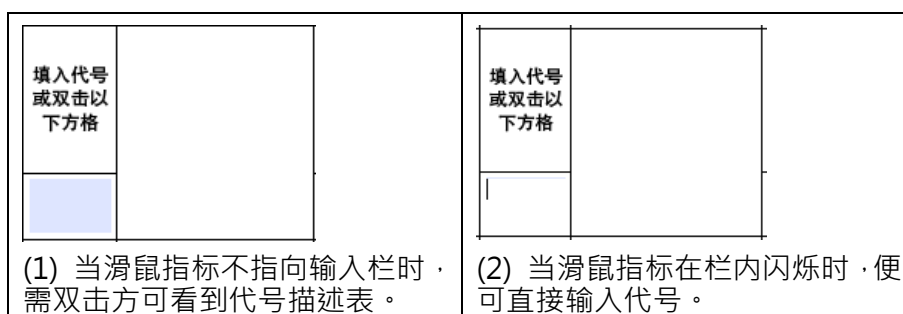 填入代号
或双击以
下方格
(1) 当滑鼠指标不指向输入栏时，
需双击方可看到代号描述表。
填入代号
或双击以
下方格
(2) 当滑鼠指标在栏内闪烁时，便
可直接输入代号。